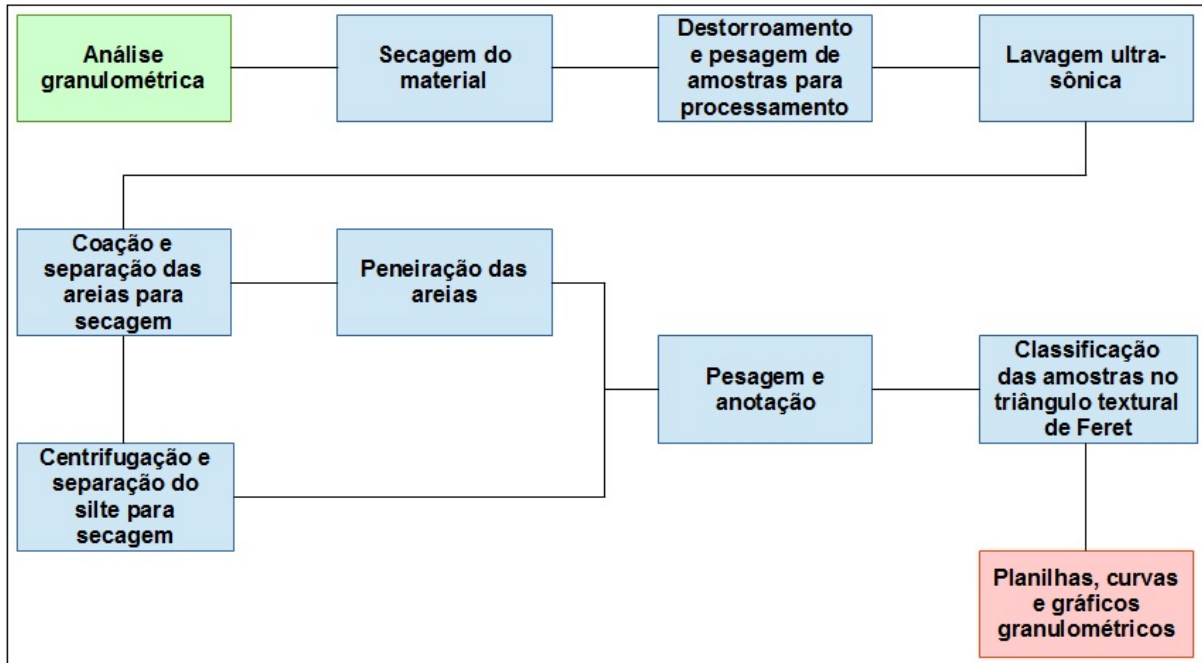 Análise
granulométrica
Secagem do
material
Destorroamento
e pesagem de
amostras para
processamento
Lavagem ultra-
sônica
Coação e
separação das
areias para
secagem
Peneiração das
areias
Pesagem e
anotação
Classificação
das amostras no
triângulo textural
de Feret
Centrifugação e
separação do
silte para
secagem
Planilhas, curvas
e gráficos
granulométricos